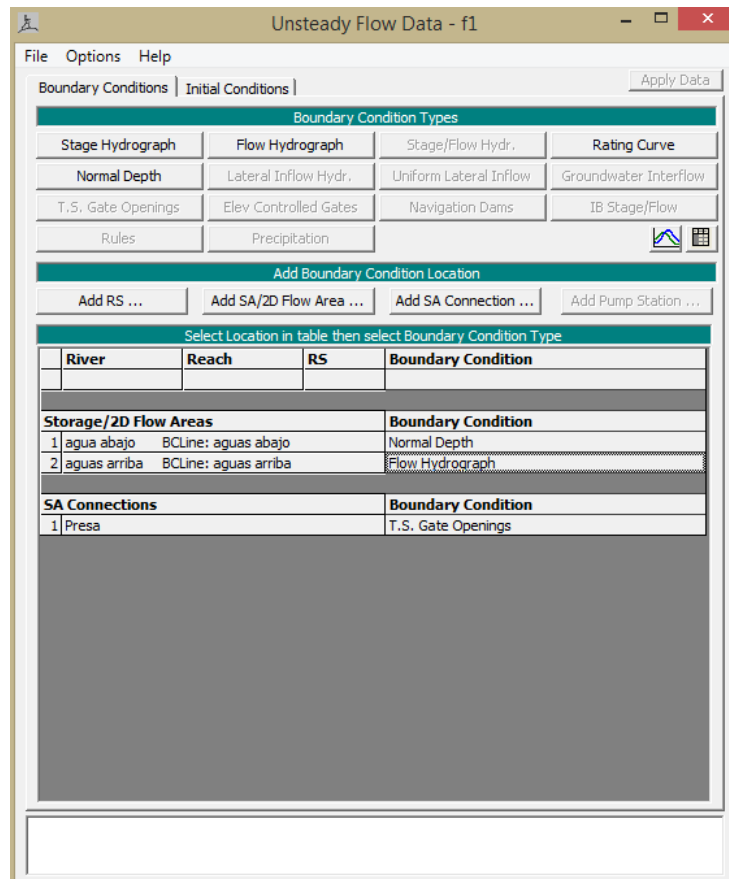 Unsteady Flow Data - f1
File Options Help
Boundary Conditions Initial Conditions Apply Data
Boundary Condition Types
Stage Hydrograph Flow Hydrograph Stage/Flow Hydr. Rating Curve
Normal Depth Lateral Inflow Hydr. Uniform Lateral Inflow Groundwater Interflow
T.S. Gate Openings Elev Controlled Gates Navigation Dams IB Stage/Flow
Rules Precipitation
Add Boundary Condition Location
Add RS ... Add SA/2D Flow Area ... Add SA Connection ... Add Pump Station ...
Select Location in table then select Boundary Condition Type
River Reach RS Boundary Condition
Storage/2D Flow Areas Boundary Condition
1 agua abajo BCLine: aguas abajo Normal Depth
2 aguas arriba BCLine: aguas arriba Flow Hydrograph
SA Connections Boundary Condition
1 Presa T.S. Gate Openings